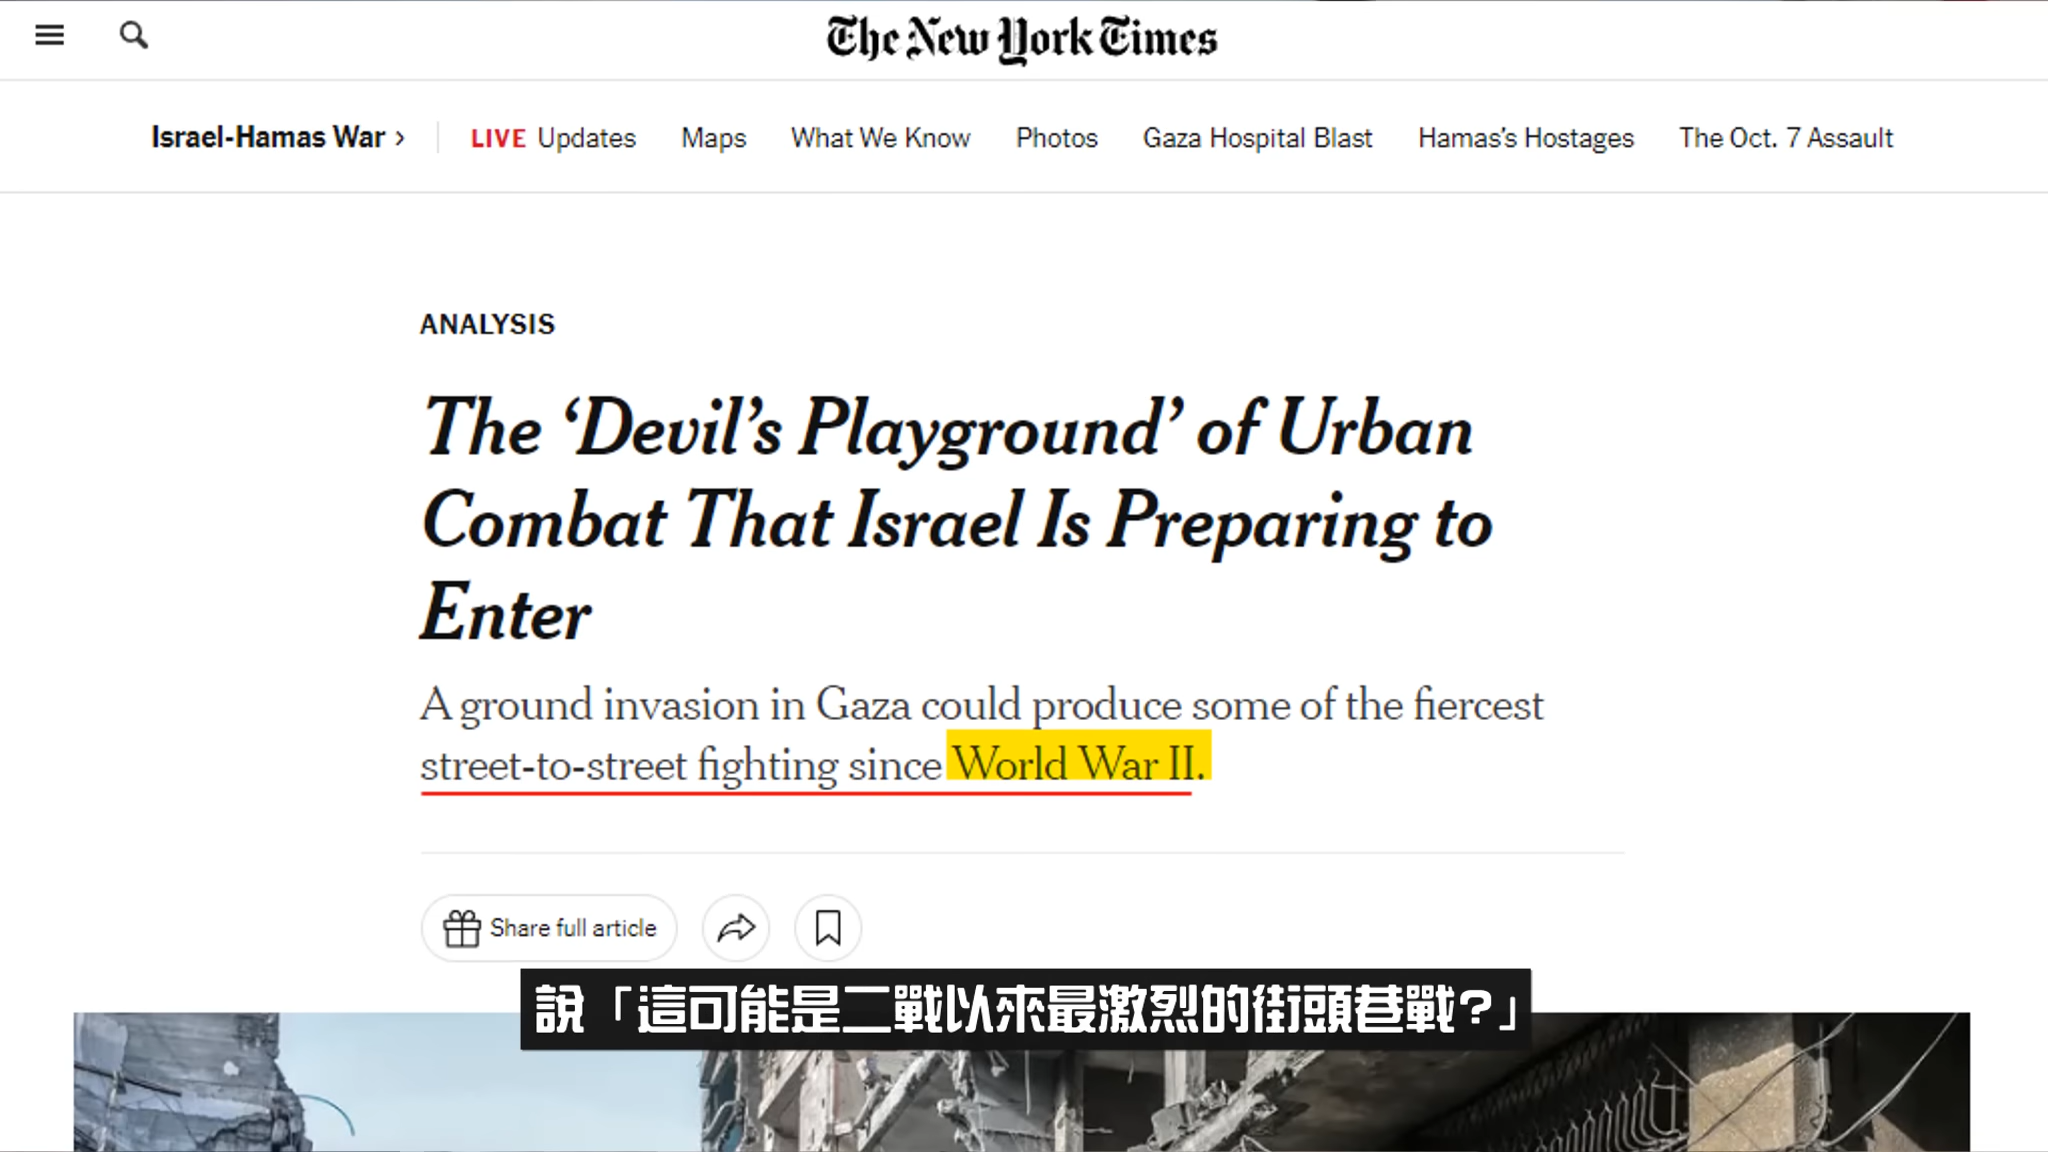 The New York Times
Israel-Hamas War ›
LIVE Updates
Maps
What We Know
Photos
Gaza Hospital Blast
Hamas’s Hostages
The Oct. 7 Assault
ANALYSIS
The ‘Devil’s Playground’ of Urban
Combat That Israel Is Preparing to
Enter
A ground invasion in Gaza could produce some of the fiercest
street-to-street fighting since World War II.
Share full article
說「這可能是二戰以來最激烈的街頭巷戰?」